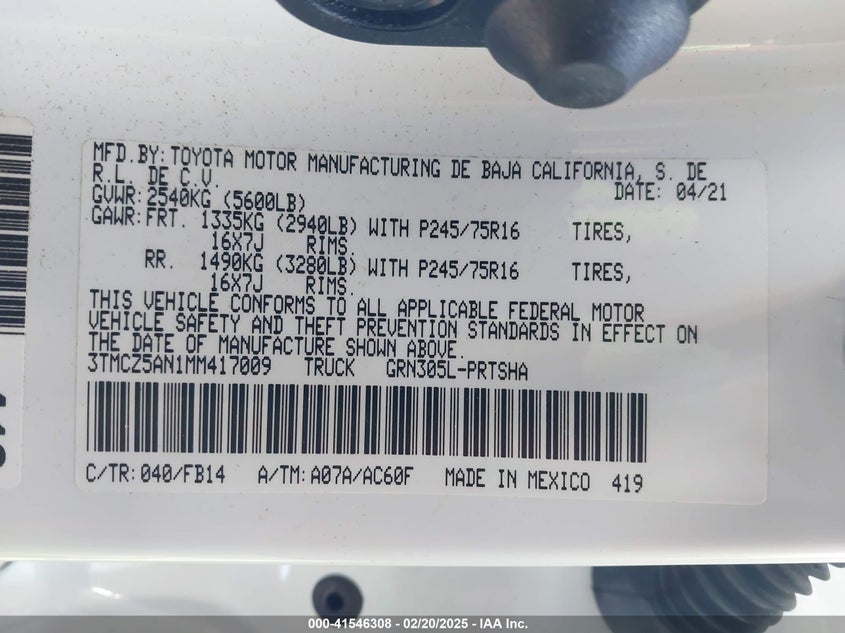 MFD.BY:TOYOTA MOTOR MANUFACTURING DE BAJA CALIFORNIA, S. DE
R.L. DE C.V. DATE: 04/21
GVWR:2540KG (5600LB)
GAWR:FRT. 1335KG (2940LB) WITH P245/75R16 TIRES,
16X7J RIMS.
RR. 1490KG (3280LB) WITH P245/75R16 TIRES,
16X7J RIMS.
THIS VEHICLE CONFORMS TO ALL APPLICABLE FEDERAL MOTOR
VEHICLE SAFETY AND THEFT PREVENTION STANDARDS IN EFFECT ON
THE DATE OF MANUFACTURE SHOWN ABOVE.
3TMCZ5AN1MM417009 TRUCK GRN305L-PRTSHA
C/TR:040/FB14 A/TM:A07A/AC60F MADE IN MEXICO 419
000-41546308 - 02/20/2025 - IAA Inc.